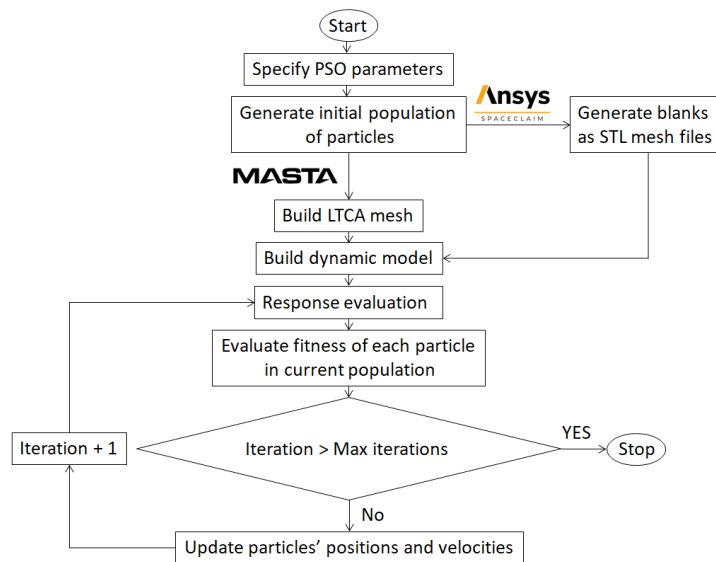 Start
Specify PSO parameters
Generate initial population
of particles
Ansys
SPACECLAIM
Generate blanks
as STL mesh files
MASTA
Build LTCA mesh
Build dynamic model
Response evaluation
Evaluate fitness of each particle
in current population
Iteration + 1
Iteration > Max iterations
YES
Stop
No
Update particles’ positions and velocities